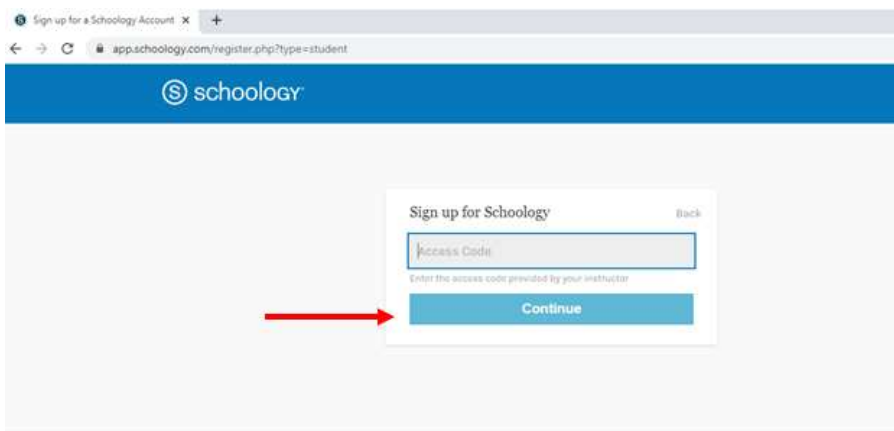 Sign up for a Schoology Account
app.schoology.com/register.php?type=student
S schoology
Sign up for Schoology
Back
Access Code
Enter the access code provided by your instructor
Continue